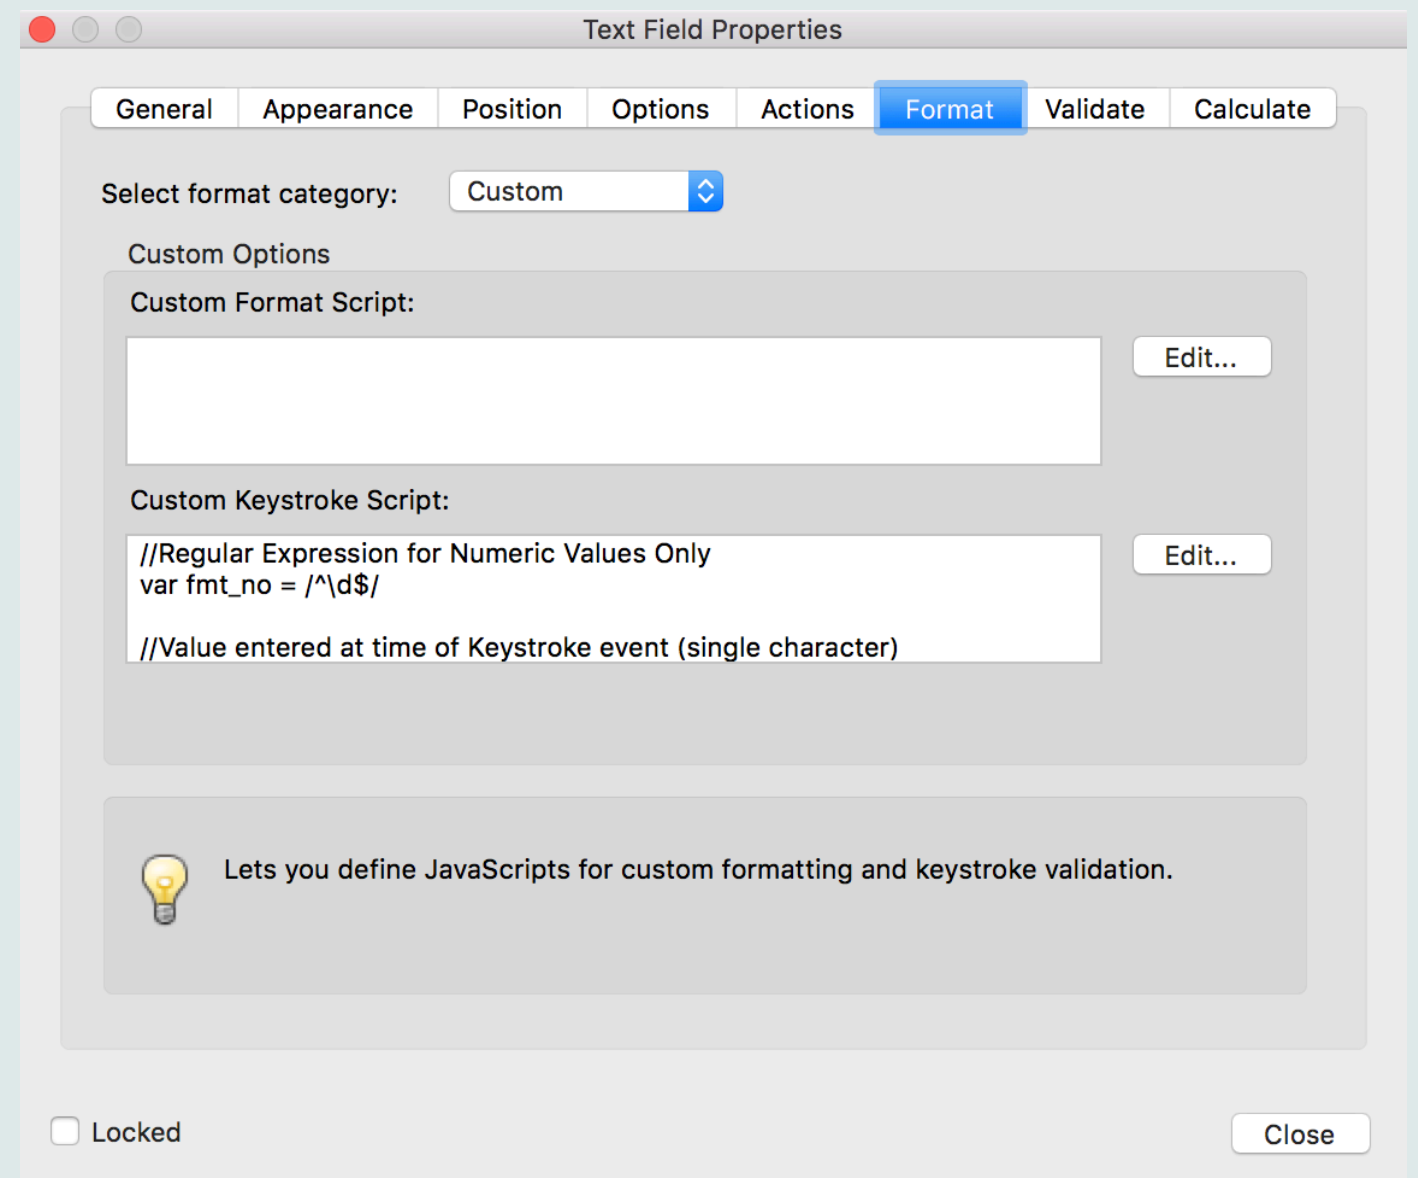 Text Field Properties
General Appearance Position Options Actions Format Validate Calculate
Select format category: Custom
Custom Options
Custom Format Script:
Edit...
Custom Keystroke Script:
//Regular Expression for Numeric Values Only
var fmt_no = /^\d$/
//Value entered at time of Keystroke event (single character)
Edit...
Lets you define JavaScripts for custom formatting and keystroke validation.
Locked
Close